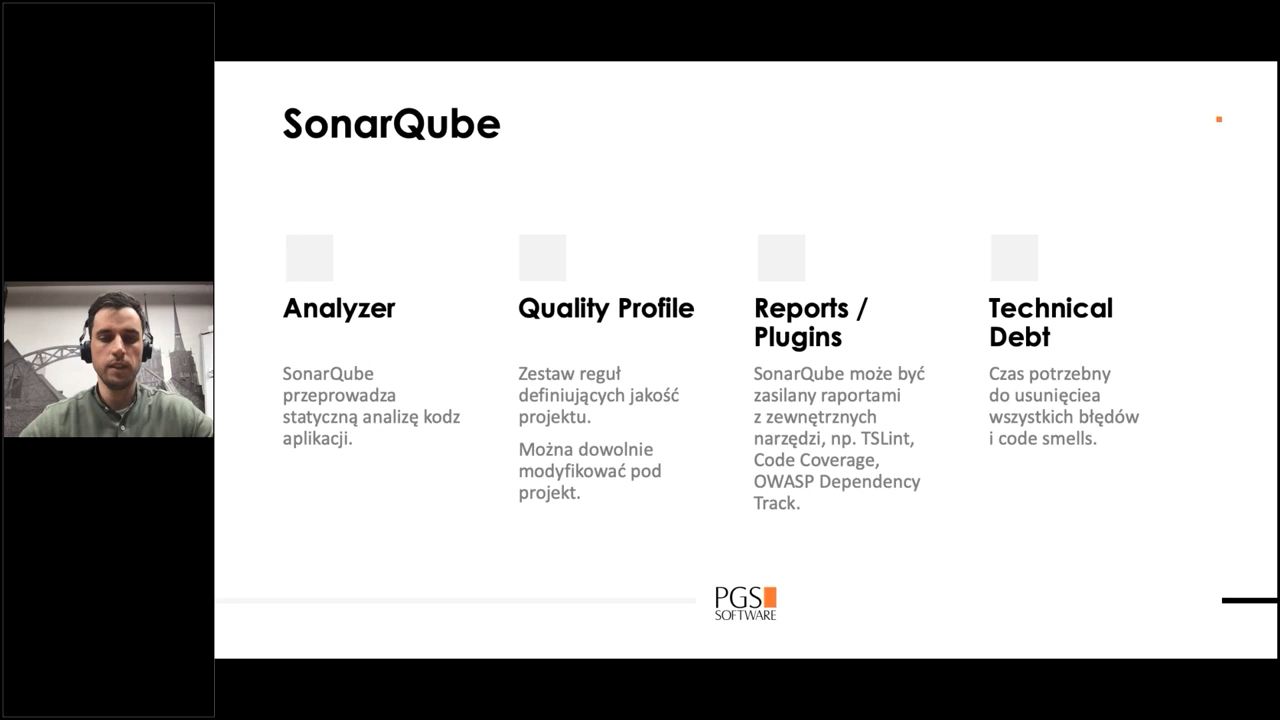 SonarQube
Analyzer
SonarQube
przeprowadza
statyczną analizę kodz
aplikacji.
Quality Profile
Zestaw reguł
definiujących jakość
projektu.
Można dowolnie
modyfikować pod
projekt.
Reports /
Plugins
SonarQube może być
zasilany raportami
z zewnętrznych
narzędzi, np. TSLint,
Code Coverage,
OWASP Dependency
Track.
Technical
Debt
Czas potrzebny
do usunięciea
wszystkich błędów
i code smells.
PGS
SOFTWARE